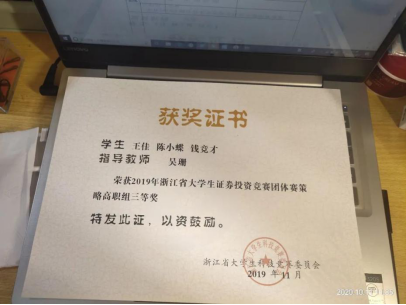 获奖证书
学生 王佳 陈小蝶 钱竞才
指导教师 吴珊
荣获2019年浙江省大学生证券投资竞赛团体赛策
略高职组三等奖
特发此证，以资鼓励。
浙江省大学生科技竞赛委员会
2019 年 11月